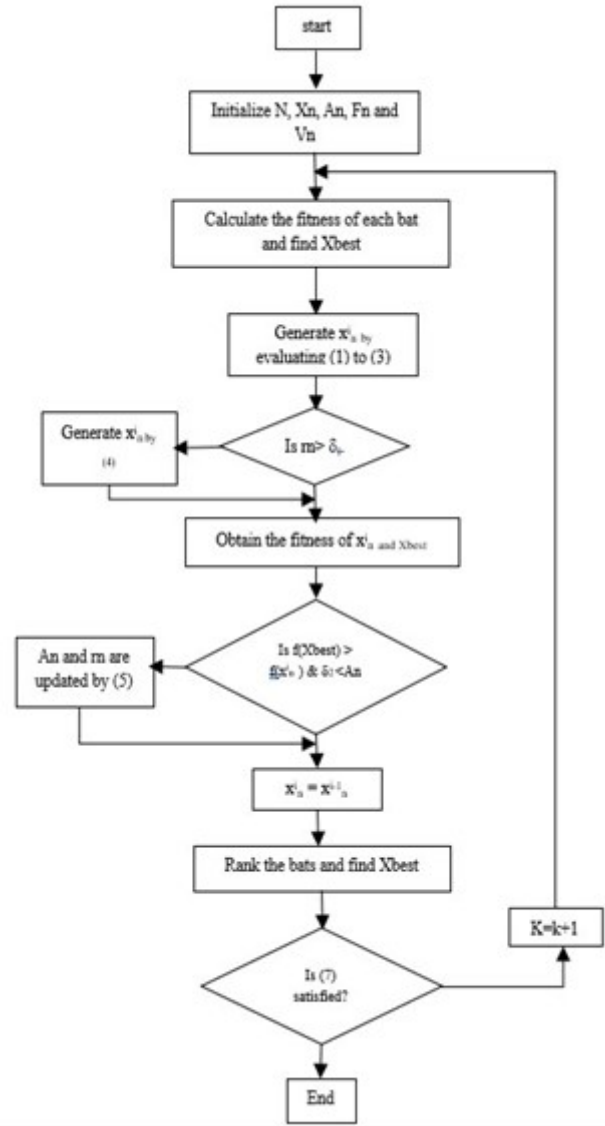 start
Initialize N, Xn, An, Fn and
Vn
Calculate the fitness of each bat
and find Xbest
Generate xⁱₙ by
evaluating (1) to (3)
Generate xⁱₙ by
(4)
Is rn> δ
Obtain the fitness of xⁱₙ and Xbest
Is f(Xbest) >
f(xⁱ ) & δ <An
An and rn are
updated by (5)
xⁱₙ = xⁱ⁻¹ₙ
Rank the bats and find Xbest
K=k+1
Is (7)
satisfied?
End